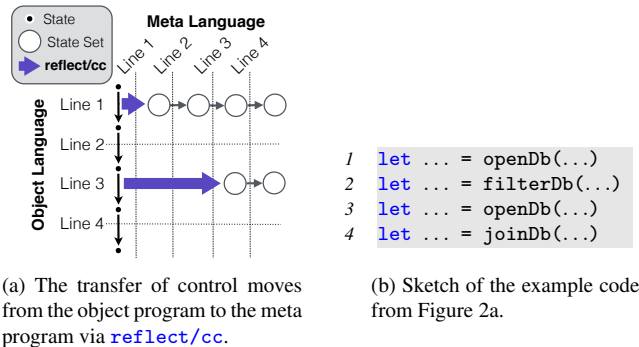 State
State Set
reflect/cc
Meta Language
Line 1
Line 2
Line 3
Line 4
Object Language
Line 1
Line 2
Line 3
Line 4
1 let ... = openDb(...)
2 let ... = filterDb(...)
3 let ... = openDb(...)
4 let ... = joinDb(...)
(a) The transfer of control moves
from the object program to the meta
program via reflect/cc.
(b) Sketch of the example code
from Figure 2a.